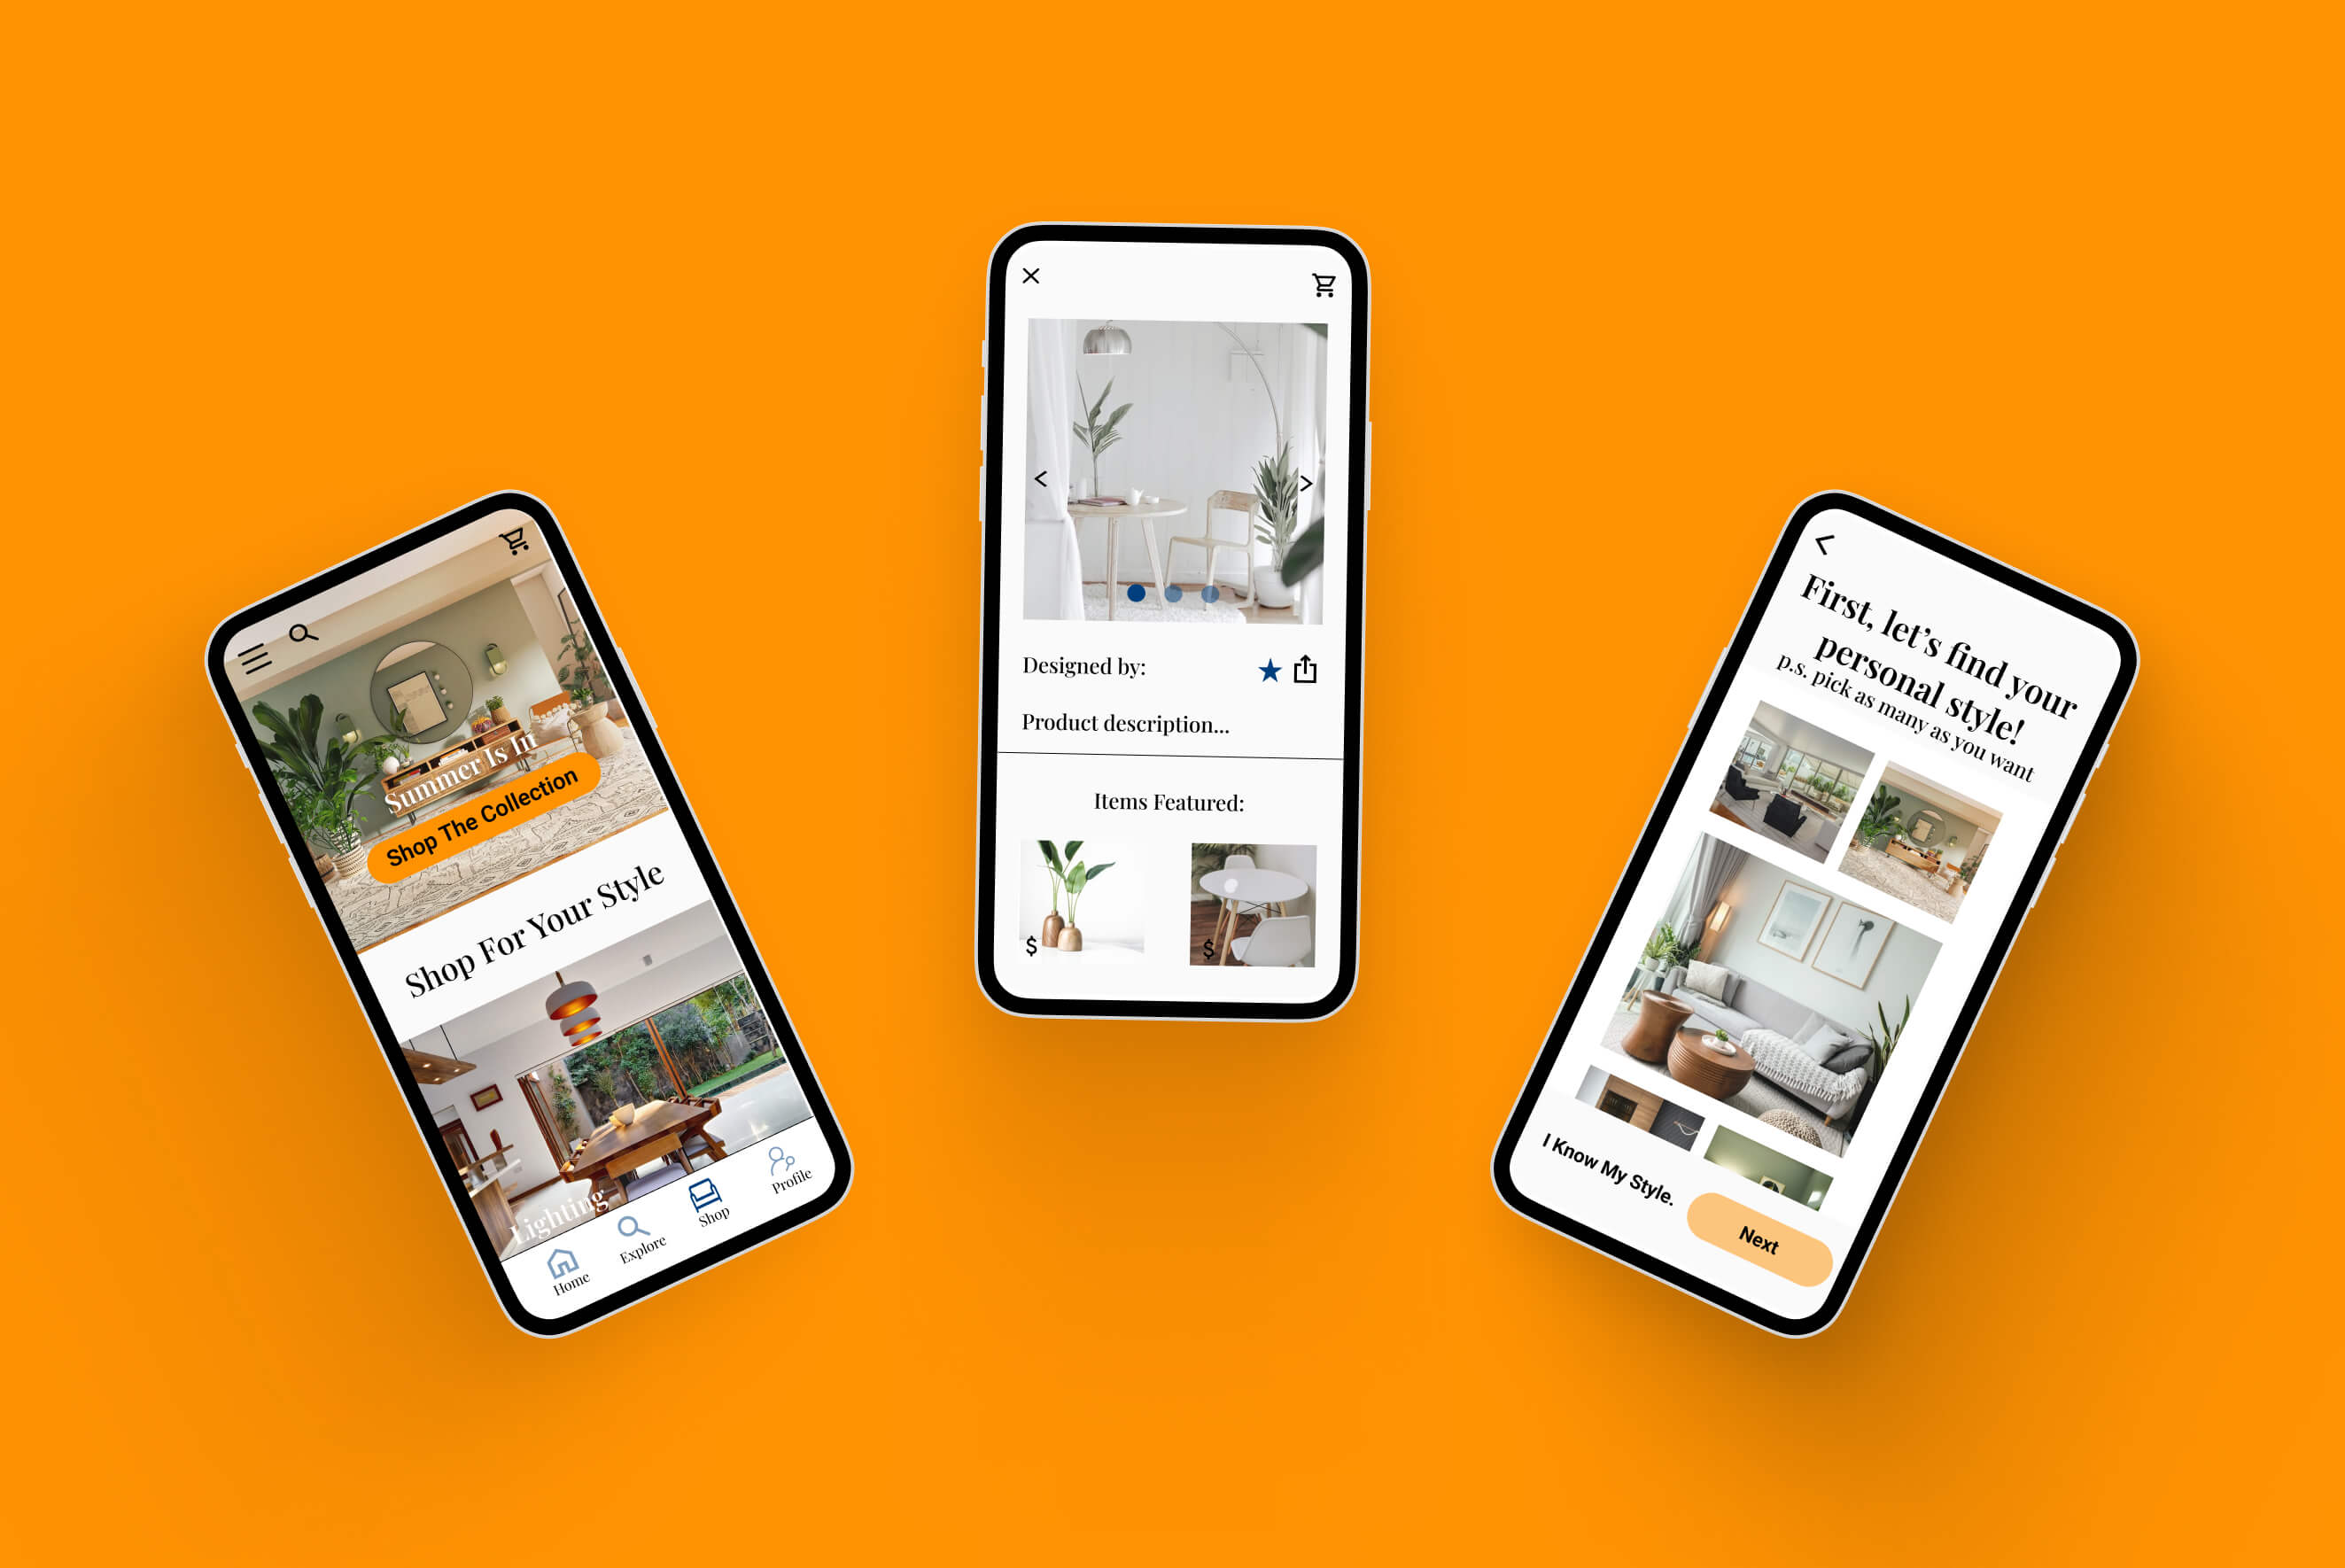 Summer Is In
Shop The Collection
Shop For Your Style
Lighting
Home
Explore
Shop
Profile
Designed by:
Product description...
Items Featured:
$
$
First, let's find your
personal style!
p.s. pick as many as you want
I Know My Style.
Next